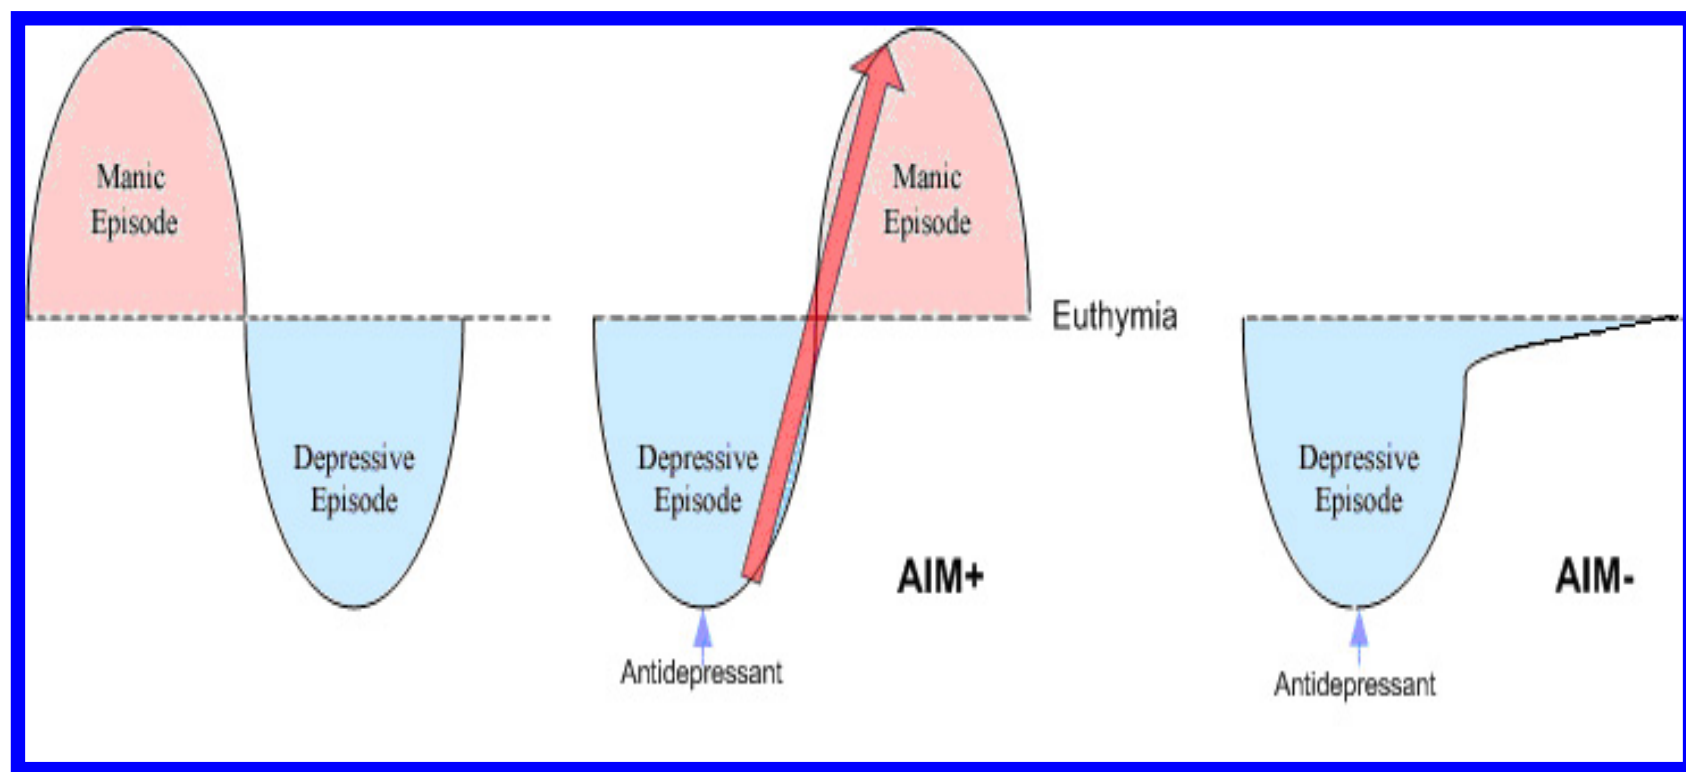 Manic
Episode
Depressive
Episode
Manic
Episode
Euthymia
Depressive
Episode
AIM+
Antidepressant
Depressive
Episode
AIM-
Antidepressant